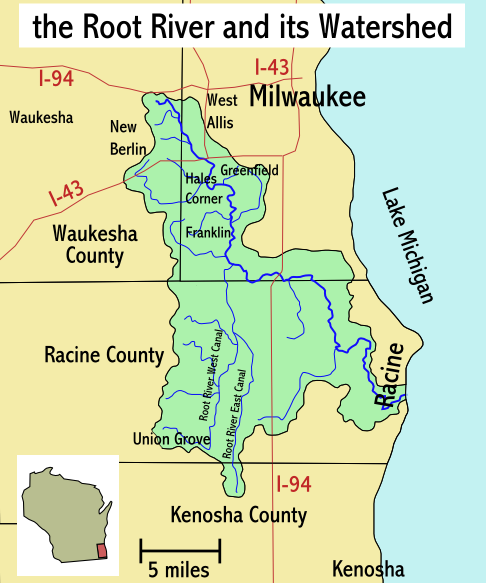 the Root River and its Watershed
I-94
I-43
Waukesha
West
Allis
Milwaukee
New
Berlin
I-43
Hales
Corner
Greenfield
Franklin
Waukesha
County
Lake Michigan
Racine County
Root River West Canal
Root River East Canal
Racine
Union Grove
I-94
Kenosha County
5 miles
Kenosha